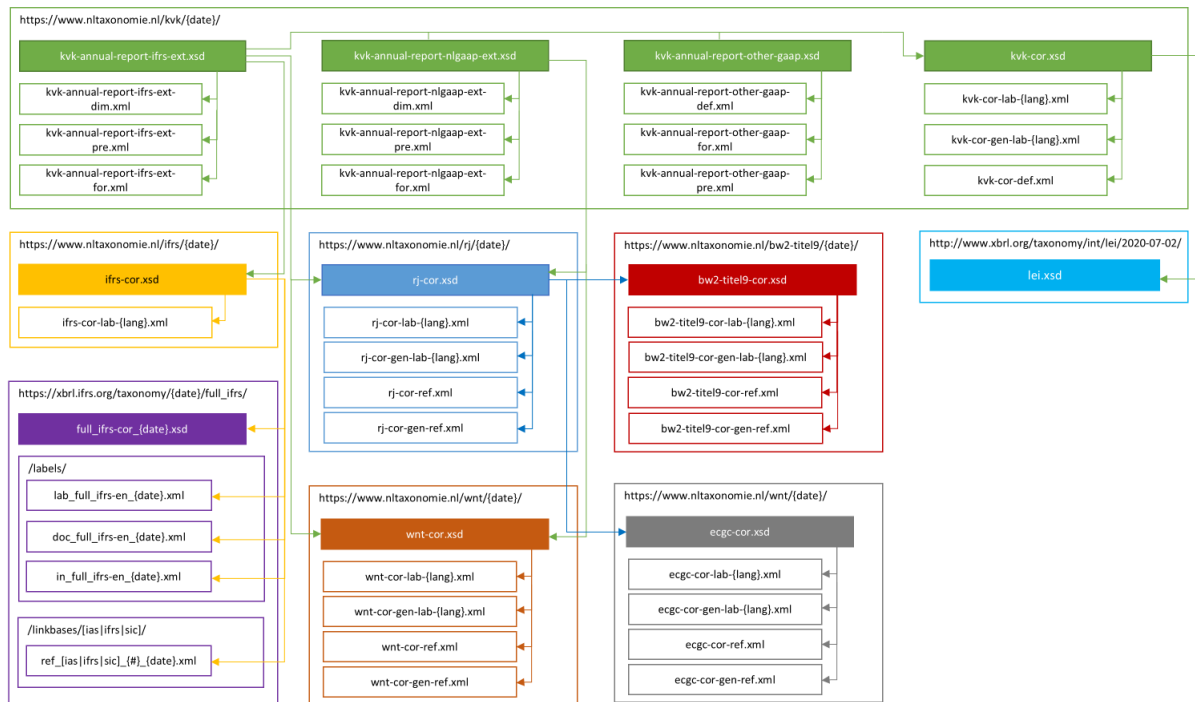 https://www.nltaxonomie.nl/kvk/{date}/
kvk-annual-report-ifrs-ext.xsd
kvk-annual-report-ifrs-ext-
dim.xml
kvk-annual-report-ifrs-ext-
pre.xml
kvk-annual-report-ifrs-ext-
for.xml
kvk-annual-report-nlgaap-ext.xsd
kvk-annual-report-nlgaap-ext-
dim.xml
kvk-annual-report-nlgaap-ext-
pre.xml
kvk-annual-report-nlgaap-ext-
for.xml
kvk-annual-report-other-gaap.xsd
kvk-annual-report-other-gaap-
def.xml
kvk-annual-report-other-gaap-
for.xml
kvk-annual-report-other-gaap-
pre.xml
kvk-cor.xsd
kvk-cor-lab-{lang}.xml
kvk-cor-gen-lab-{lang}.xml
kvk-cor-def.xml
https://www.nltaxonomie.nl/ifrs/{date}/
ifrs-cor.xsd
ifrs-cor-lab-{lang}.xml
https://www.nltaxonomie.nl/rj/{date}/
rj-cor.xsd
rj-cor-lab-{lang}.xml
rj-cor-gen-lab-{lang}.xml
rj-cor-ref.xml
rj-cor-gen-ref.xml
https://www.nltaxonomie.nl/bw2-titel9/{date}/
bw2-titel9-cor.xsd
bw2-titel9-cor-lab-{lang}.xml
bw2-titel9-cor-gen-lab-{lang}.xml
bw2-titel9-cor-ref.xml
bw2-titel9-cor-gen-ref.xml
http://www.xbrl.org/taxonomy/int/lei/2020-07-02/
lei.xsd
https://xbrl.ifrs.org/taxonomy/{date}/full_ifrs/
full_ifrs-cor_{date}.xsd
/labels/
lab_full_ifrs-en_{date}.xml
doc_full_ifrs-en_{date}.xml
in_full_ifrs-en_{date}.xml
/linkbases/[ias|ifrs|sic]/
ref_[ias|ifrs|sic]_{#}_{date}.xml
https://www.nltaxonomie.nl/wnt/{date}/
wnt-cor.xsd
wnt-cor-lab-{lang}.xml
wnt-cor-gen-lab-{lang}.xml
wnt-cor-ref.xml
wnt-cor-gen-ref.xml
https://www.nltaxonomie.nl/wnt/{date}/
ecgc-cor.xsd
ecgc-cor-lab-{lang}.xml
ecgc-cor-gen-lab-{lang}.xml
ecgc-cor-ref.xml
ecgc-cor-gen-ref.xml